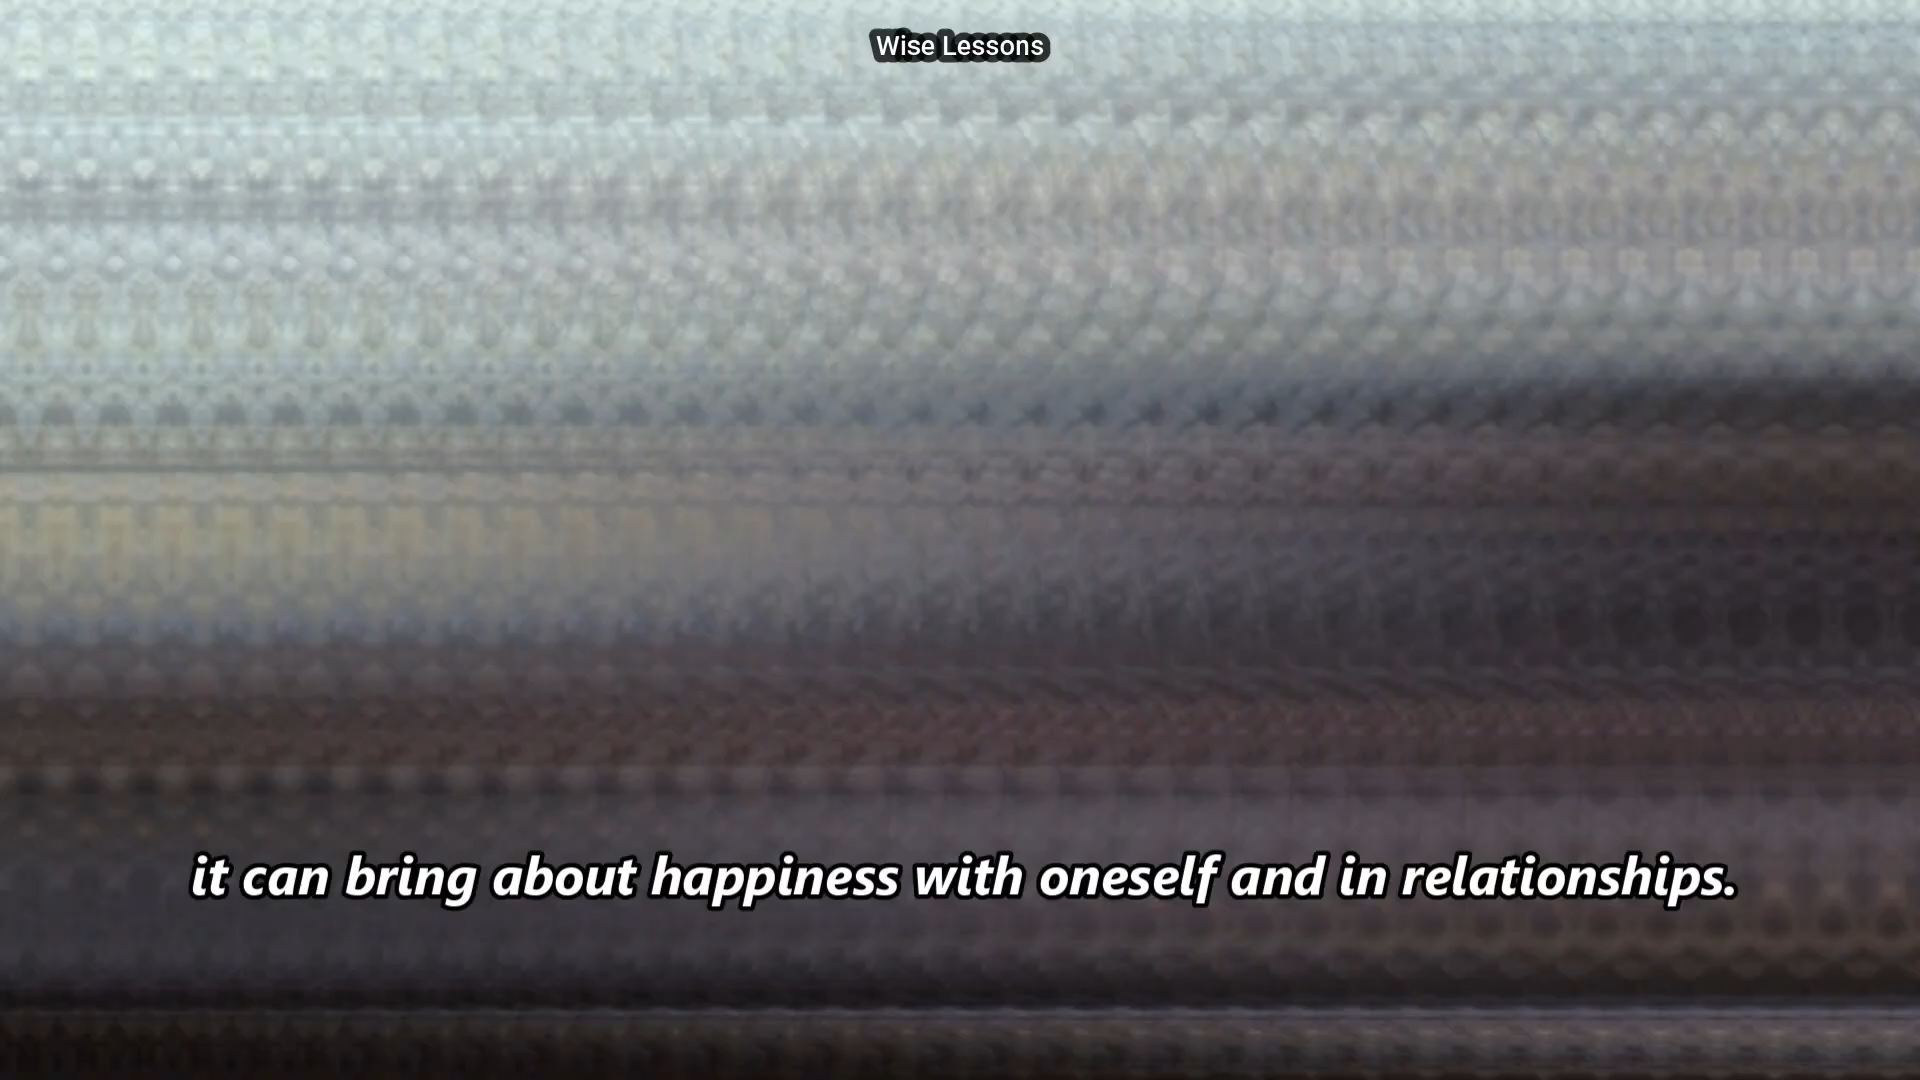 Wise Lessons
it can bring about happiness with oneself and in relationships.